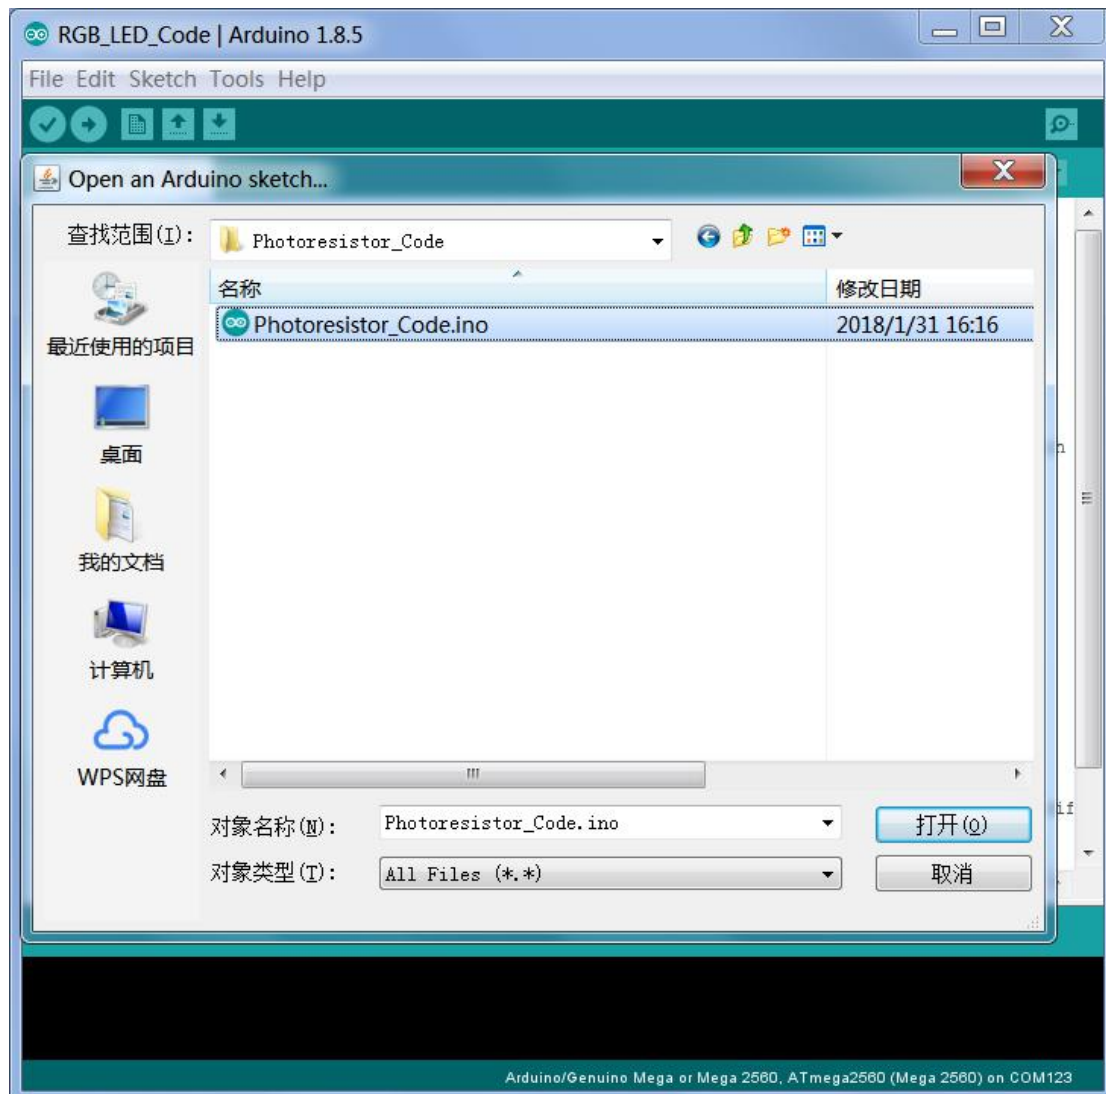 RGB_LED_Code | Arduino 1.8.5
File Edit Sketch Tools Help
Open an Arduino sketch...
查找范围(I): Photoresistor_Code
名称 修改日期
Photoresistor_Code.ino 2018/1/31 16:16
最近使用的项目
桌面
n
我的文档
计算机
WPS网盘
if
对象名称(N): Photoresistor_Code.ino 打开(O)
对象类型(T): All Files (*.*) 取消
Arduino/Genuino Mega or Mega 2560, ATmega2560 (Mega 2560) on COM123